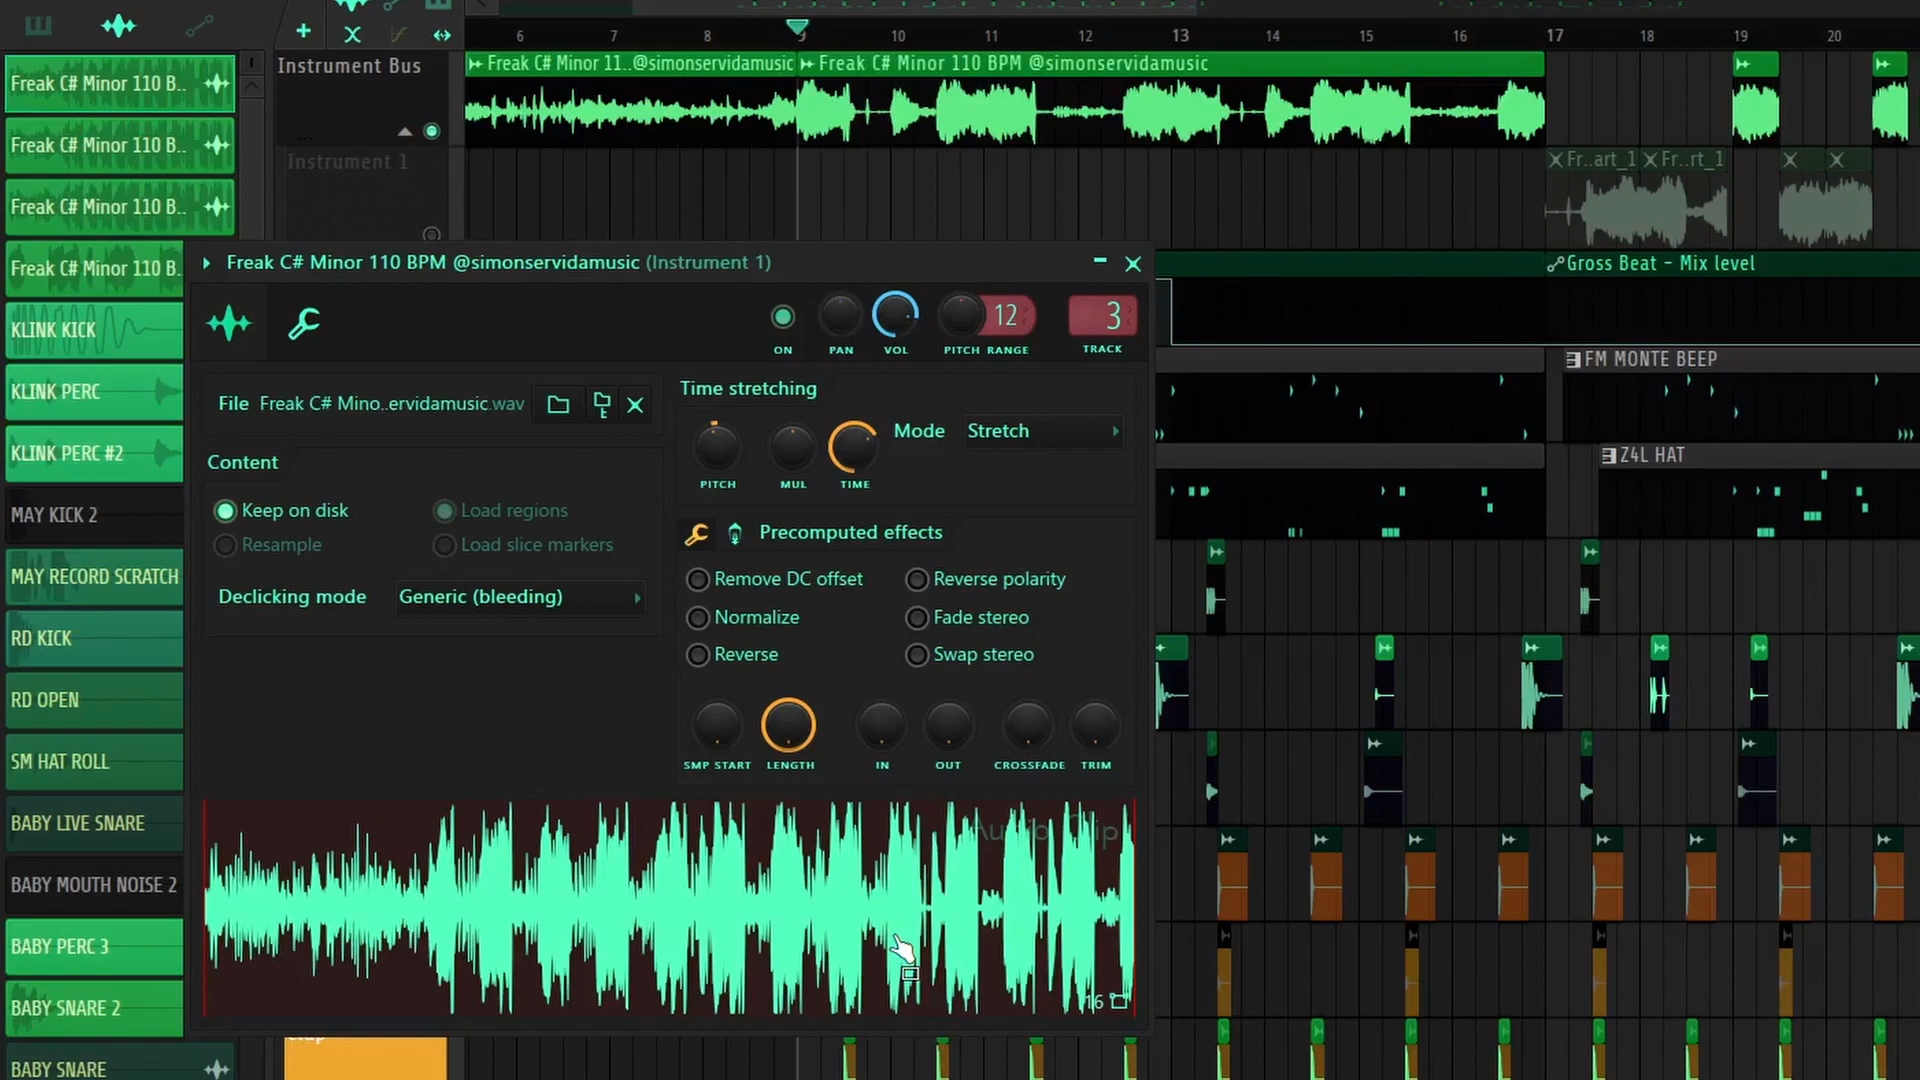 6 7 8 9 10 11 12 13 14 15 16 17 18 19 20
Freak C# Minor 110 B..
Freak C# Minor 110 B..
Freak C# Minor 110 B..
Freak C# Minor 110 B.
KLINK KICK
KLINK PERC
KLINK PERC #2
MAY KICK 2
MAY RECORD SCRATCH
RD KICK
RD OPEN
SM HAT ROLL
BABY LIVE SNARE
BABY MOUTH NOISE 2
BABY PERC 3
BABY SNARE 2
BABY SNARE
Instrument Bus
...
Instrument 1
Freak C# Minor 11..@simonservidamusic
Freak C# Minor 110 BPM @simonservidamusic
Fr..art_1
Fr..rt_1
Gross Beat - Mix level
FM MONTE BEEP
Z4L HAT
Freak C# Minor 110 BPM @simonservidamusic (Instrument 1)
12
3
ON PAN VOL PITCH RANGE TRACK
File Freak C# Mino..ervidamusic.wav
Content
Keep on disk
Load regions
Resample
Load slice markers
Declicking mode Generic (bleeding)
Time stretching
Mode Stretch
PITCH MUL TIME
Precomputed effects
Remove DC offset
Reverse polarity
Normalize
Fade stereo
Reverse
Swap stereo
SMP START LENGTH IN OUT CROSSFADE TRIM
Audio Clip
16